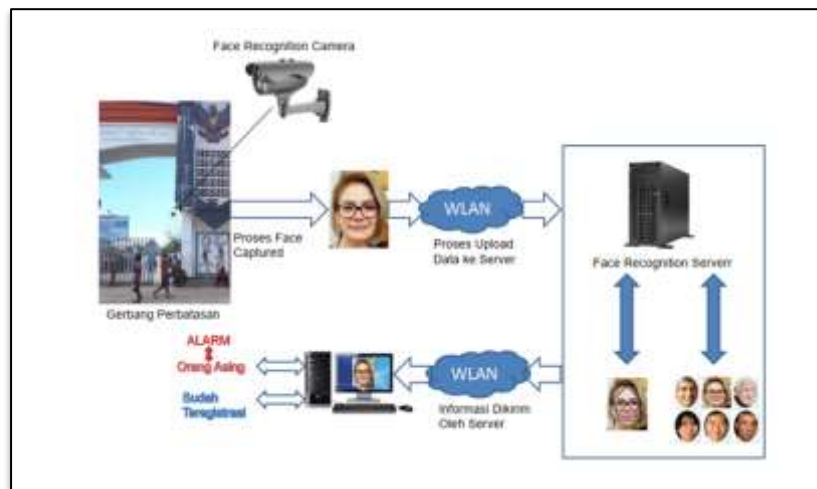 Face Recognition Camera
WLAN
Proses Face
Captured
Proses Upload
Data ke Server
Face Recognition Serverr
Gerbang Perbatasan
ALARM
Orang Asing
Sudah
Teregistrasi
WLAN
Informasi Dikirim
Oleh Server